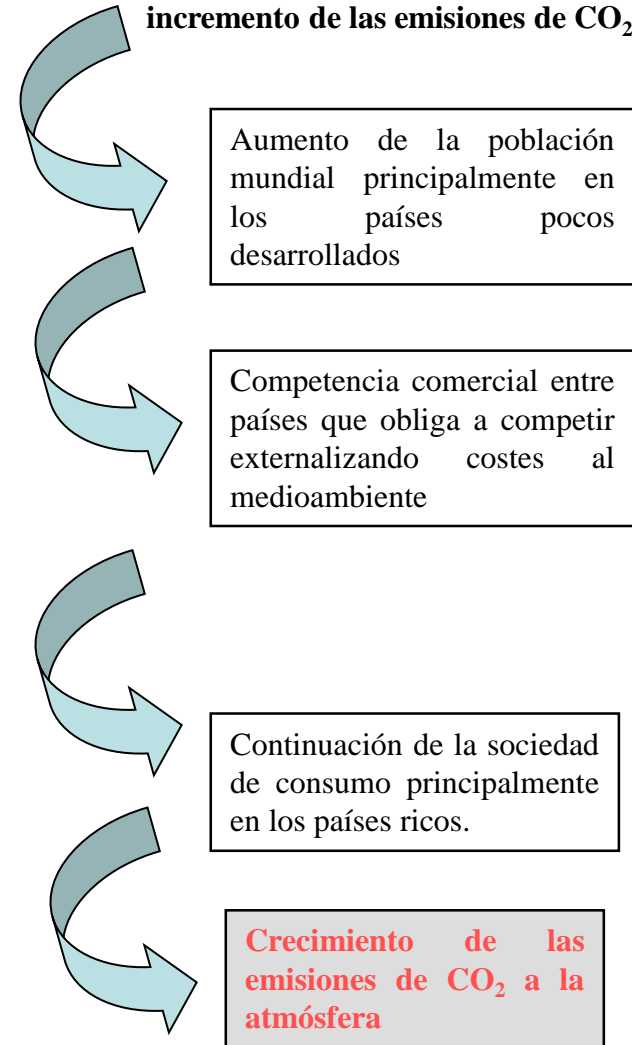 incremento de las emisiones de CO₂
Aumento de la población
mundial principalmente en
los países pocos
desarrollados
Competencia comercial entre
países que obliga a competir
externalizando costes al
medioambiente
Continuación de la sociedad
de consumo principalmente
en los países ricos.
Crecimiento de las
emisiones de CO₂ a la
atmósfera